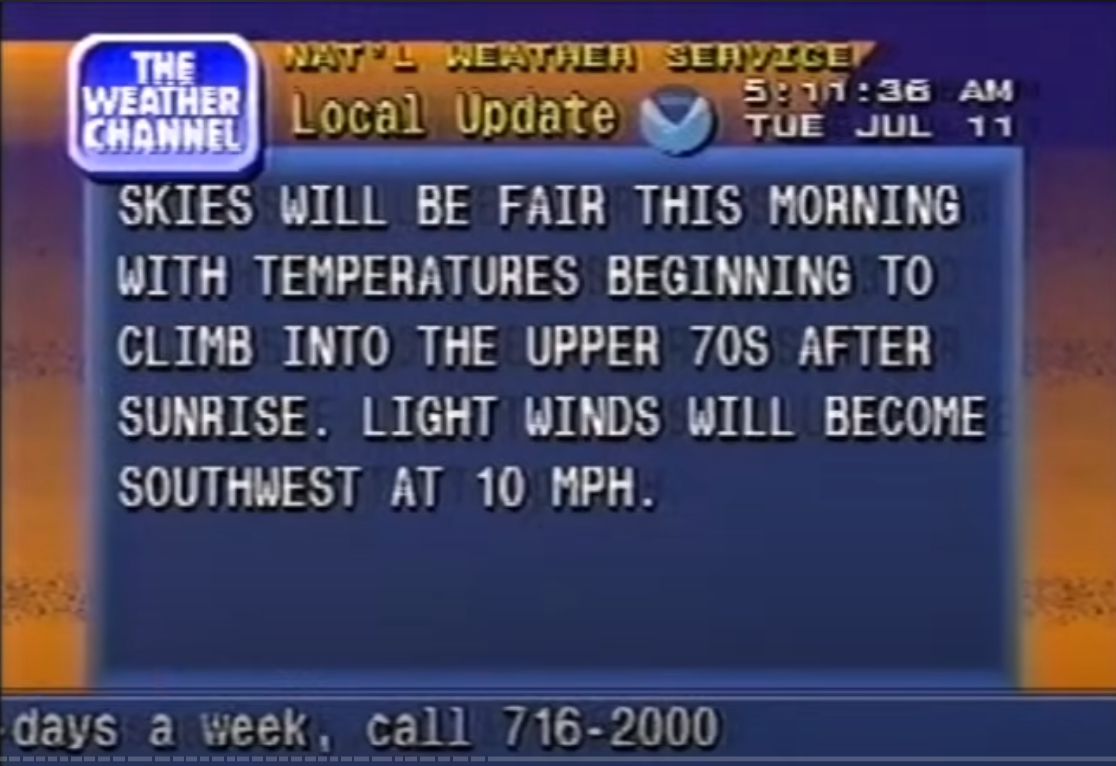 THE
WEATHER
CHANNEL
NAT'L WEATHER SERVICE
Local Update
5:11:36 AM
TUE JUL 11
SKIES WILL BE FAIR THIS MORNING
WITH TEMPERATURES BEGINNING TO
CLIMB INTO THE UPPER 70S AFTER
SUNRISE. LIGHT WINDS WILL BECOME
SOUTHWEST AT 10 MPH.
days a week, call 716-2000